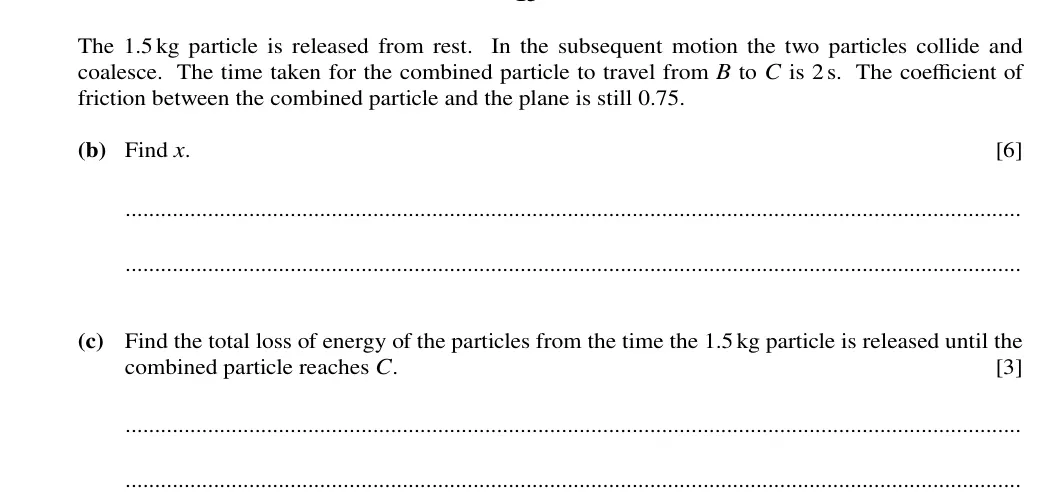 The 1.5 kg particle is released from rest. In the subsequent motion the two particles collide and
coalesce. The time taken for the combined particle to travel from B to C is 2 s. The coefficient of
friction between the combined particle and the plane is still 0.75.
(b) Find x. [6]
(c) Find the total loss of energy of the particles from the time the 1.5 kg particle is released until the
combined particle reaches C. [3]